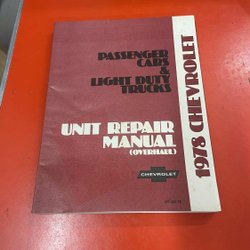 PASSENGER
CARS
&
LIGHT DUTY
TRUCKS
UNIT REPAIR
MANUAL
(OVERHAUL)
CHEVROLET
1978 CHEVROLET